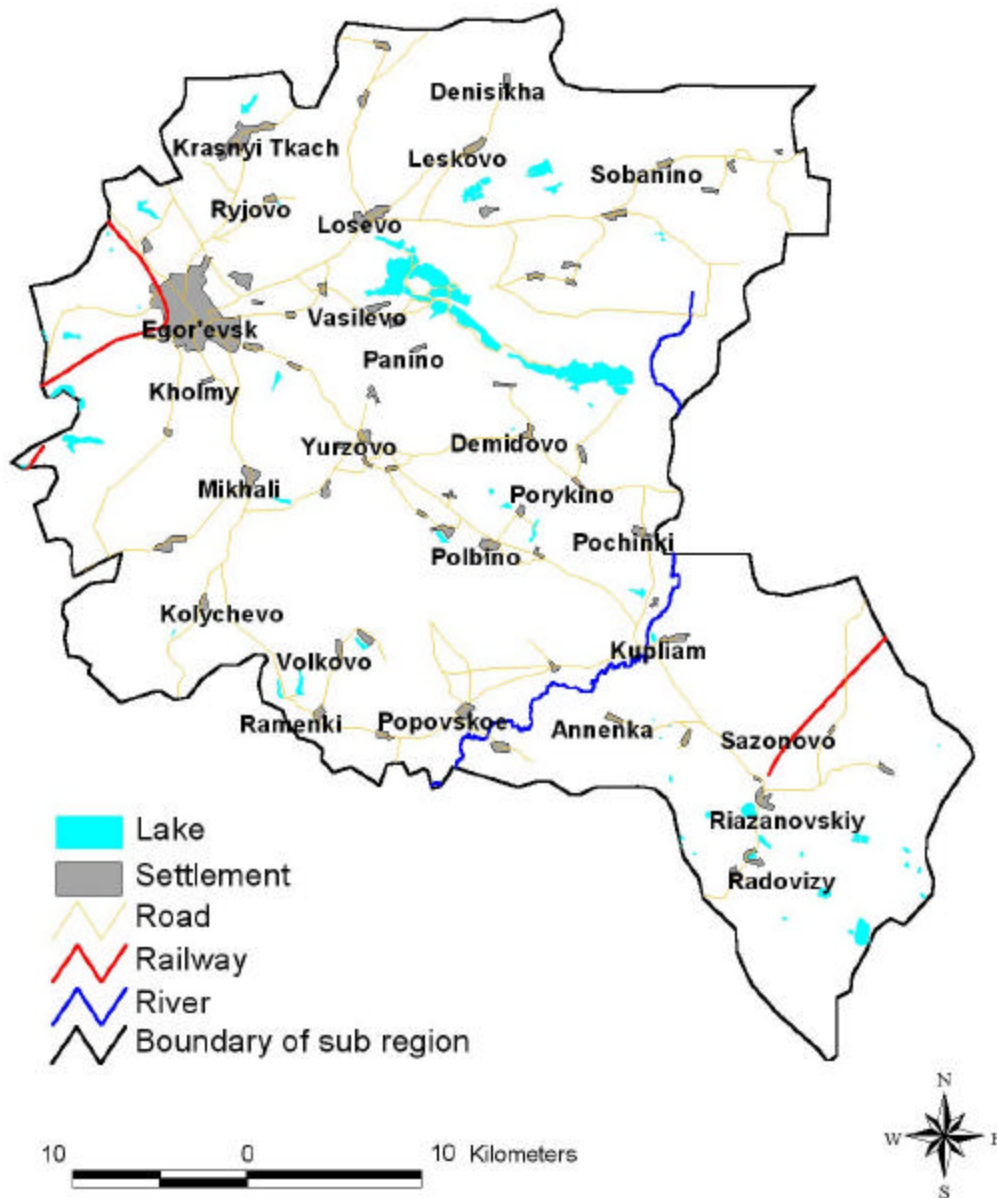 Denisikha
Krasnyi Tkach
Leskovo
Sobanino
Ryjovo
Losevo
Vasilevo
Egor'evsk
Panino
Kholmy
Yurzovo
Demidovo
Mikhali
Porykino
Polbino
Pochinki
Kolychevo
Kupliam
Volkovo
Ramenki
Popovskoe
Annenka
Sazonovo
Riazanovskiy
Radovizy
Lake
Settlement
Road
Railway
River
Boundary of sub region
10 0 10 Kilometers
N
W E
S